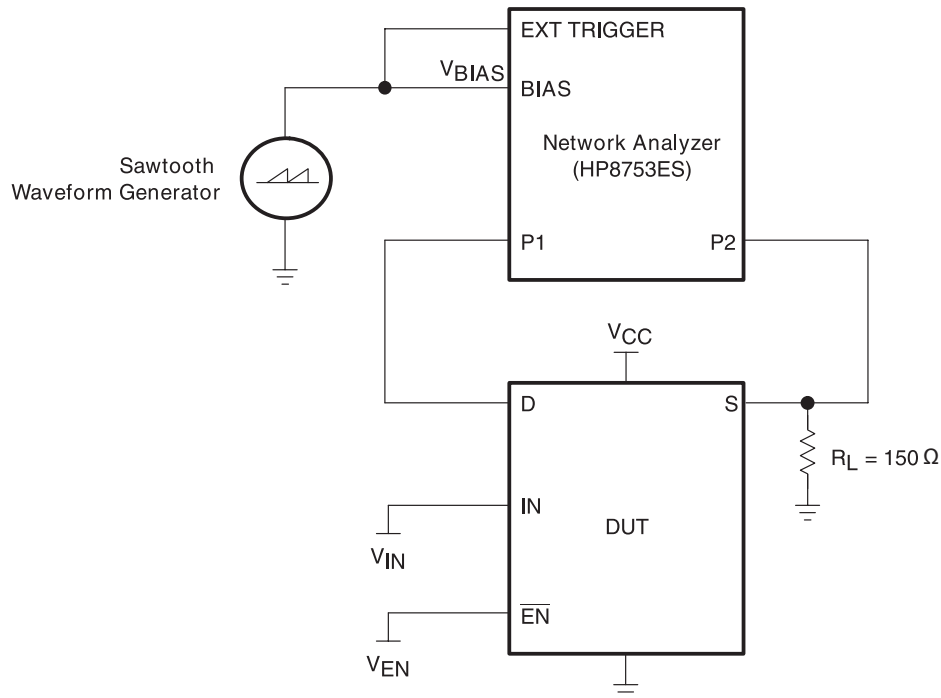 EXT TRIGGER
VBIAS
BIAS
Network Analyzer
(HP8753ES)
Sawtooth
Waveform Generator
P1
P2
VCC
D
S
RL = 150 Ω
IN
DUT
VIN
EN
VEN